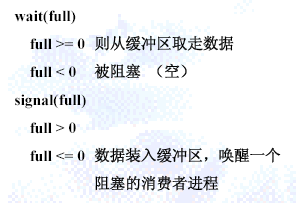 wait(full)
full >= 0 则从缓冲区取走数据
full < 0 被阻塞 （空）
signal(full)
full > 0
full <= 0 数据装入缓冲区，唤醒一个
阻塞的消费者进程